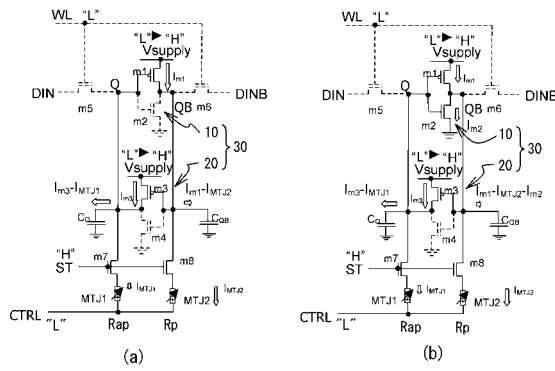 WL "L"
"L"▶"H"
Vsupply
m1
Im1
DIN
Q
DINB
m5
m2
QB
m6
10
30
20
"L"▶"H"
Vsupply
Im3-IMTJ1
Im3
m3
Im1-IMTJ2
CQ
m4
CQB
"H"
ST
m7
m8
MTJ1
IMTJ1
MTJ2
IMTJ2
CTRL "L"
Rap
Rp
(a)
WL "L"
"L"▶"H"
Vsupply
m1
Im1
DIN
Q
DINB
m5
m2
QB
m6
Im2
10
30
20
"L"▶"H"
Vsupply
Im3-IMTJ1
Im3
m3
Im1-IMTJ2-Im2
CQ
m4
CQB
"H"
ST
m7
m8
MTJ1
IMTJ1
MTJ2
IMTJ2
CTRL "L"
Rap
Rp
(b)